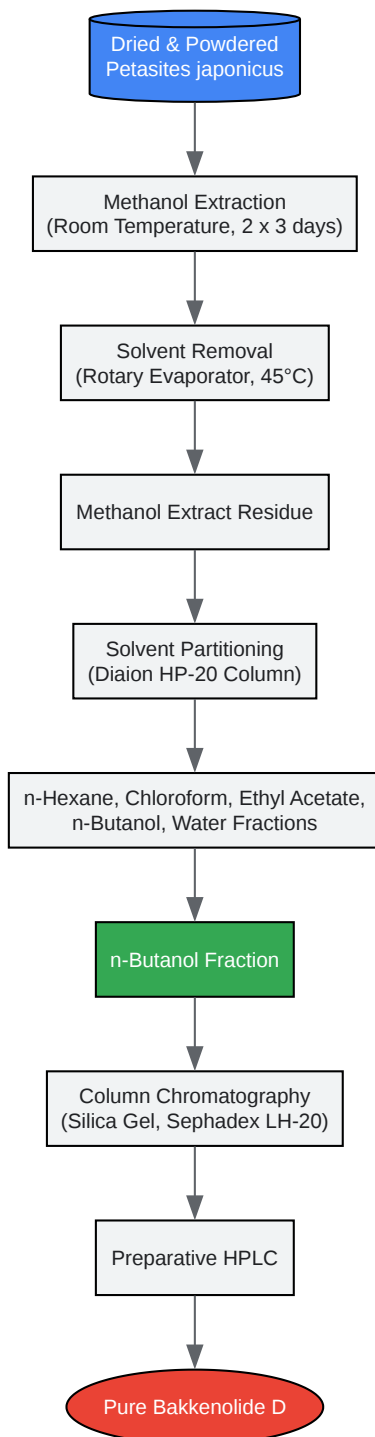 Dried & Powdered
Petasites japonicus
Methanol Extraction
(Room Temperature, 2 x 3 days)
Solvent Removal
(Rotary Evaporator, 45°C)
Methanol Extract Residue
Solvent Partitioning
(Diaion HP-20 Column)
n-Hexane, Chloroform, Ethyl Acetate,
n-Butanol, Water Fractions
n-Butanol Fraction
Column Chromatography
(Silica Gel, Sephadex LH-20)
Preparative HPLC
Pure Bakkenolide D